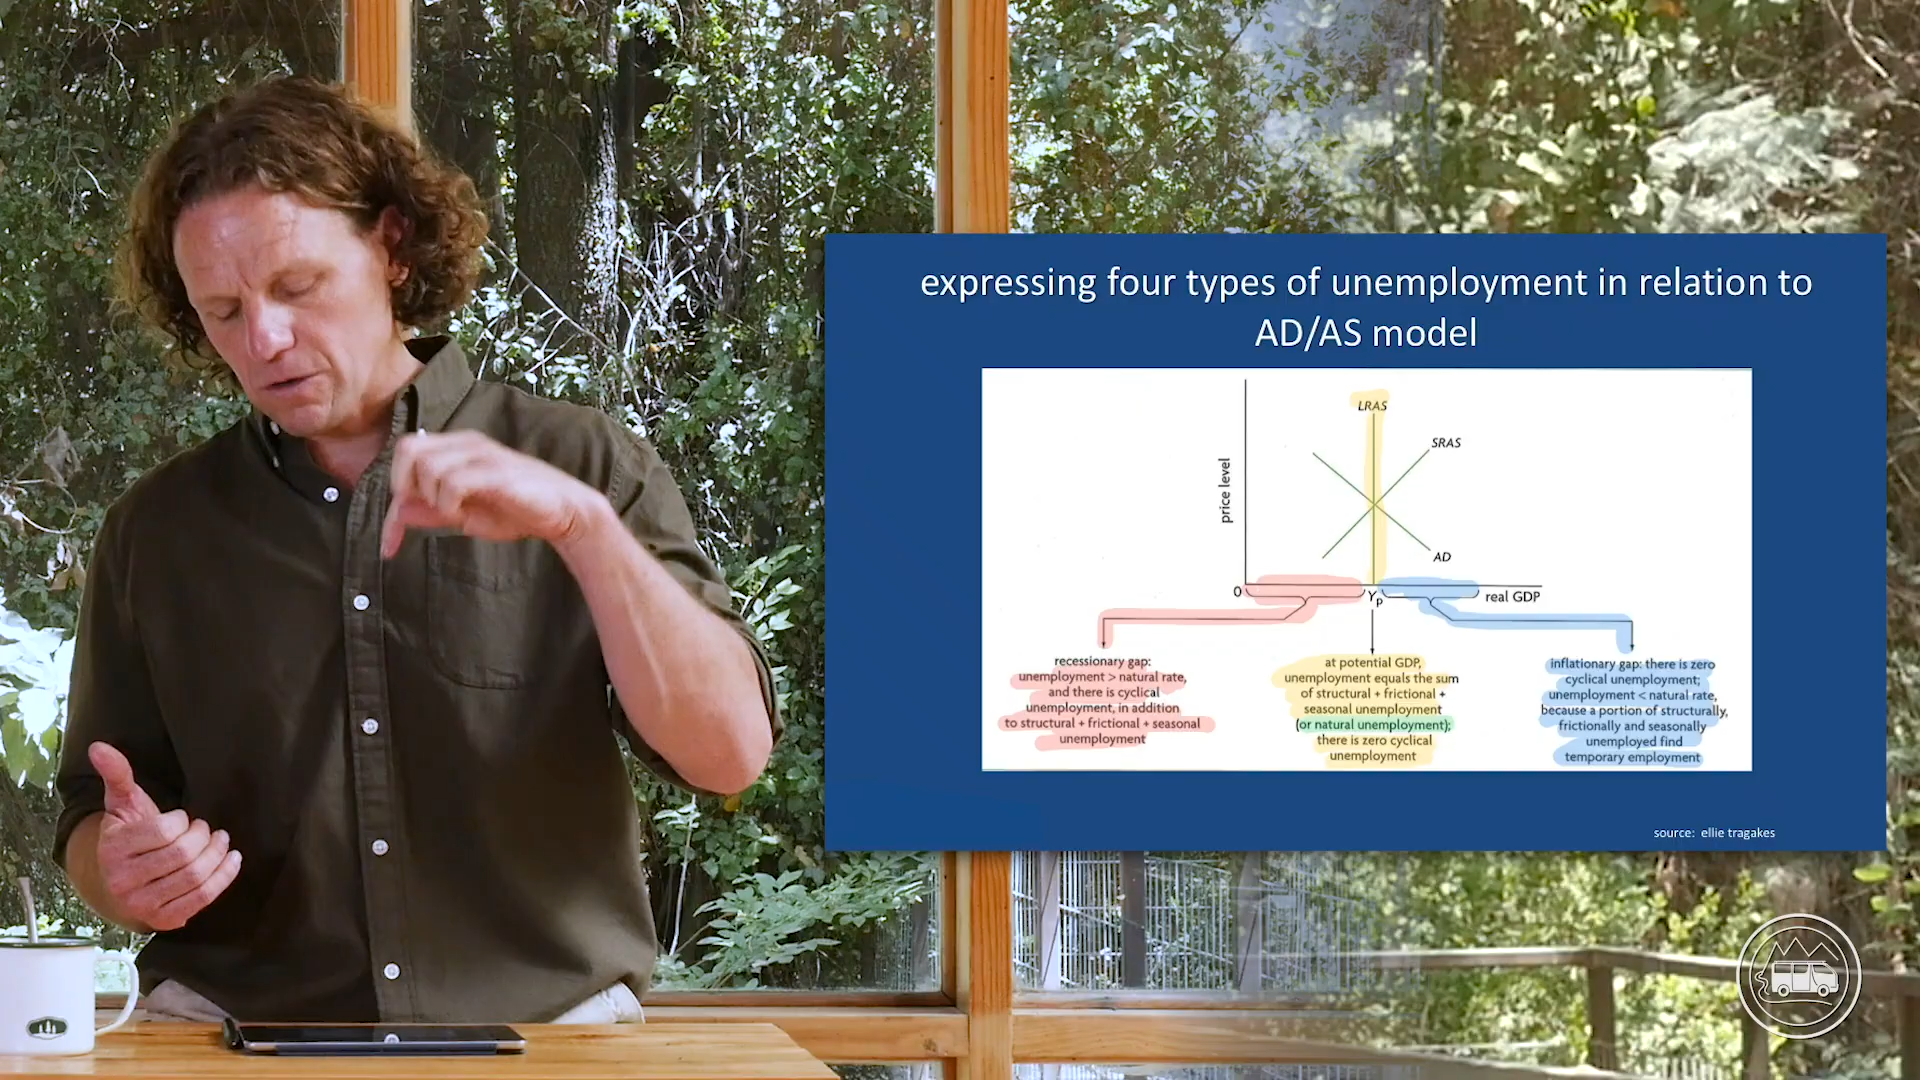 expressing four types of unemployment in relation to
AD/AS model
LRAS
SRAS
price level
AD
0
Yp
real GDP
recessionary gap:
unemployment > natural rate,
and there is cyclical
unemployment, in addition
to structural + frictional + seasonal
unemployment
at potential GDP,
unemployment equals the sum
of structural + frictional +
seasonal unemployment
(or natural unemployment);
there is zero cyclical
unemployment
inflationary gap: there is zero
cyclical unemployment;
unemployment < natural rate,
because a portion of structurally,
frictionally and seasonally
unemployed find
temporary employment
source: ellie tragakes